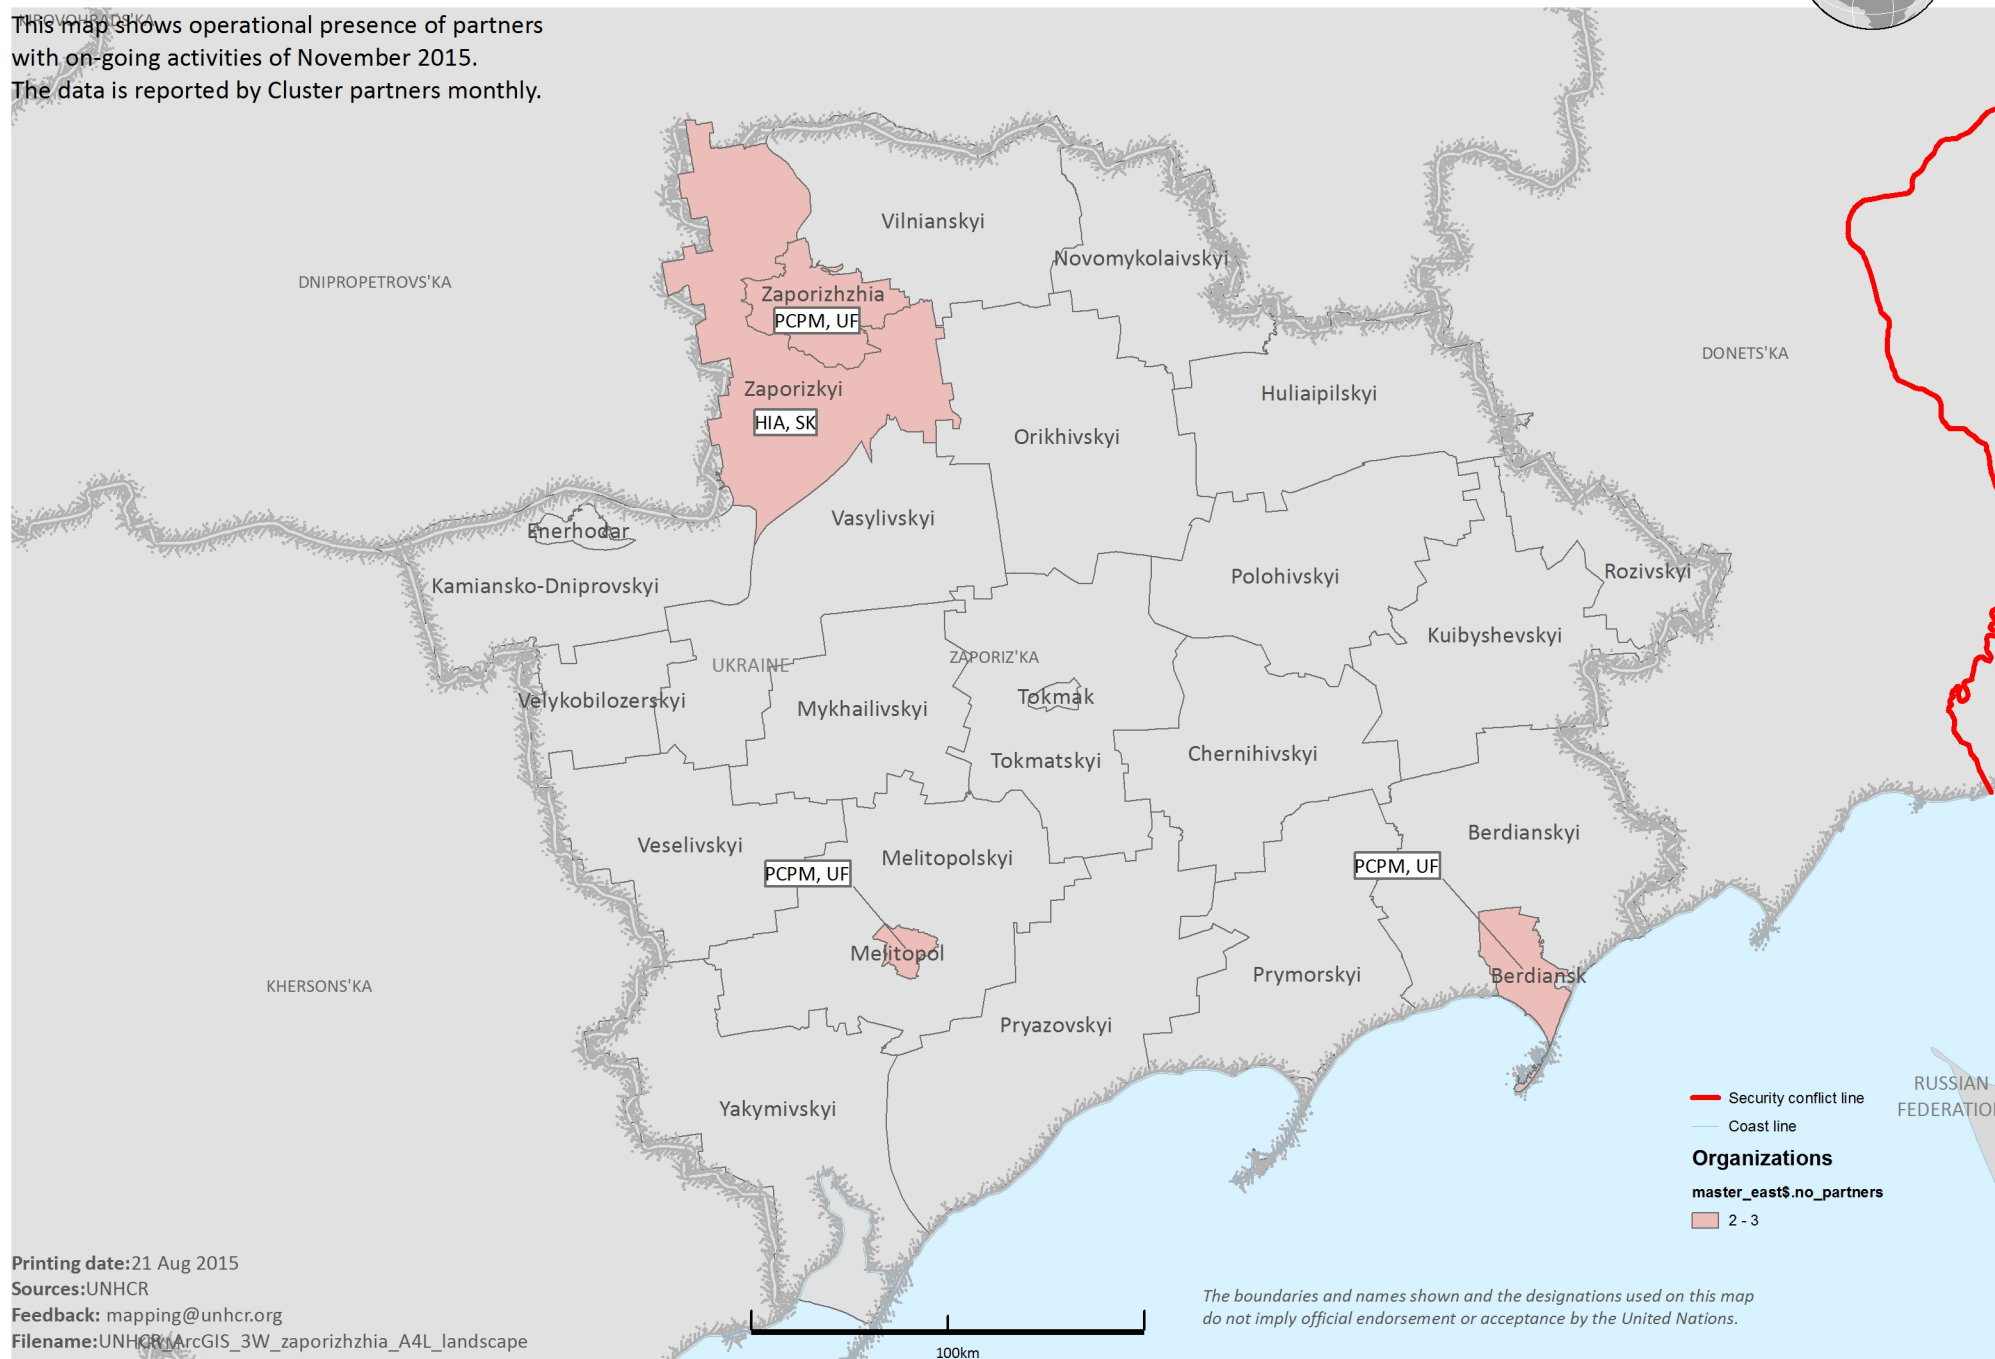 KIROVOHRADS'KA
This map shows operational presence of partners
with on-going activities of November 2015.
The data is reported by Cluster partners monthly.
Vilnianskyi
Novomykolaivskyi
DNIPROPETROVS'KA
Zaporizhzhia
PCPM, UF
DONETS'KA
Zaporizkyi
HIA, SK
Huliaipilskyi
Orikhivskyi
Vasylivskyi
Enerhodar
Kamiansko-Dniprovskyi
Polohivskyi
Rozivskyi
Kuibyshevskyi
UKRAINE
ZAPORIZ'KA
Velykobilozerskyi
Mykhailivskyi
Tokmak
Tokmatskyi
Chernihivskyi
Veselivskyi
Melitopolskyi
Berdianskyi
PCPM, UF
PCPM, UF
Melitopol
Berdiansk
Prymorskyi
KHERSONS'KA
Pryazovskyi
Yakymivskyi
RUSSIAN
FEDERATION
Security conflict line
Coast line
Organizations
master_east$.no_partners
2 - 3
Printing date:21 Aug 2015
Sources:UNHCR
Feedback: mapping@unhcr.org
Filename:UNHCR_ArcGIS_3W_zaporizhzhia_A4L_landscape
100km
The boundaries and names shown and the designations used on this map
do not imply official endorsement or acceptance by the United Nations.